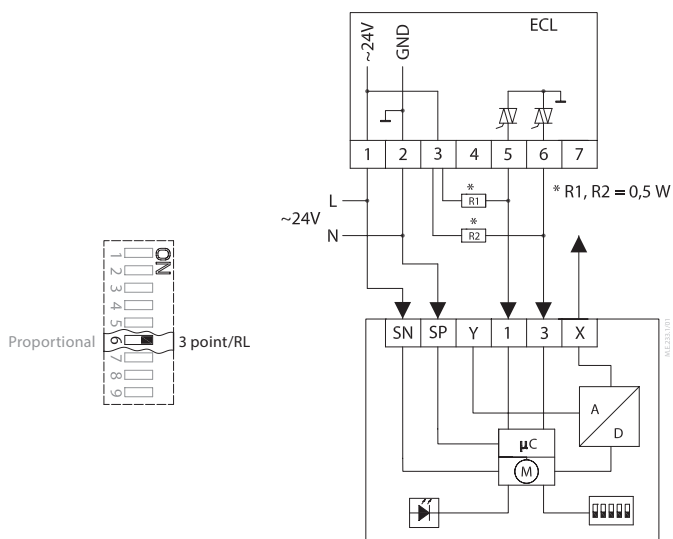 ECL
~24V
GND
1 2 3 4 5 6 7
* R1
* R2
* R1, R2 = 0,5 W
L
~24V
N
SN SP Y 1 3 X
A
D
µC
M
ON
1
2
3
4
5
Proportional 6 3 point/RL
7
8
9